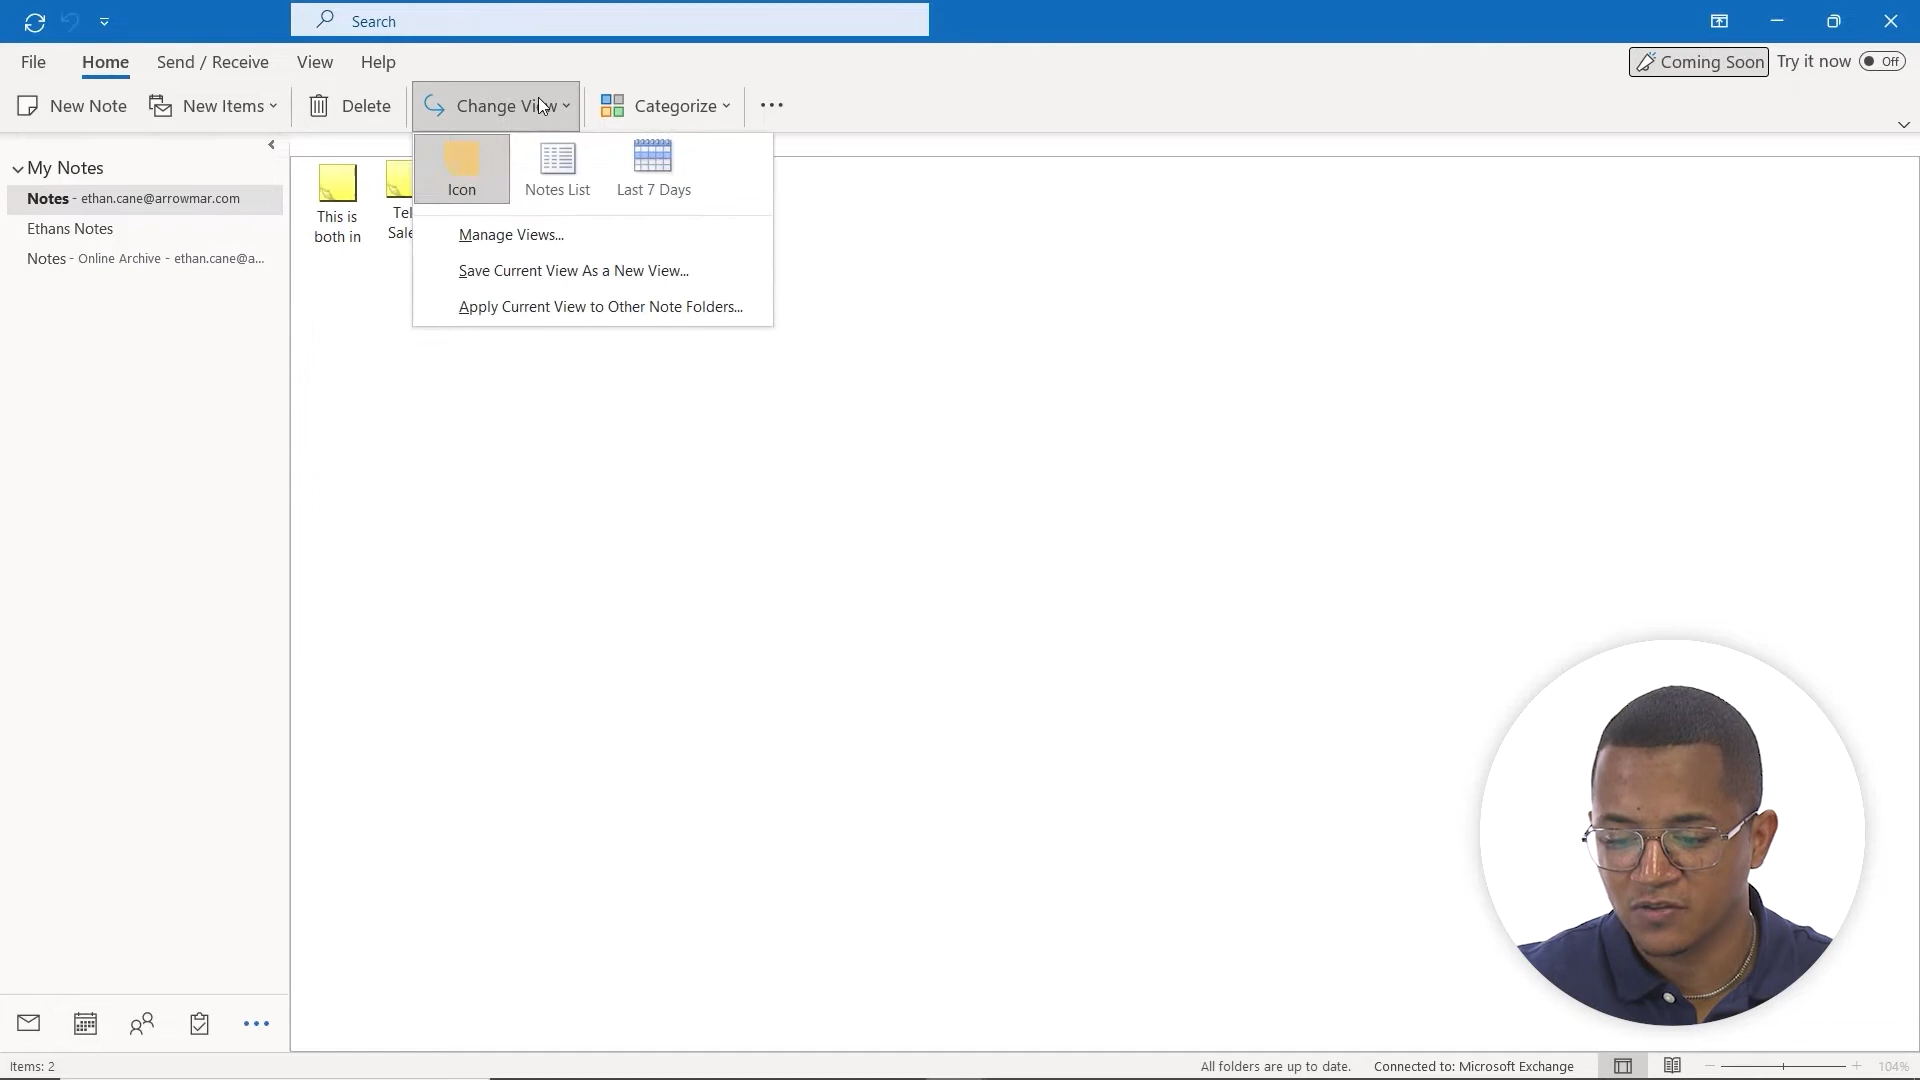 Search
File Home Send / Receive View Help
Coming Soon Try it now Off
New Note New Items Delete Change View Categorize
My Notes
Notes - ethan.cane@arrowmar.com
Ethans Notes
Notes - Online Archive - ethan.cane@a...
This is
both in
Tel
Sale
Icon Notes List Last 7 Days
Manage Views...
Save Current View As a New View...
Apply Current View to Other Note Folders...
Items: 2 All folders are up to date. Connected to: Microsoft Exchange 104%